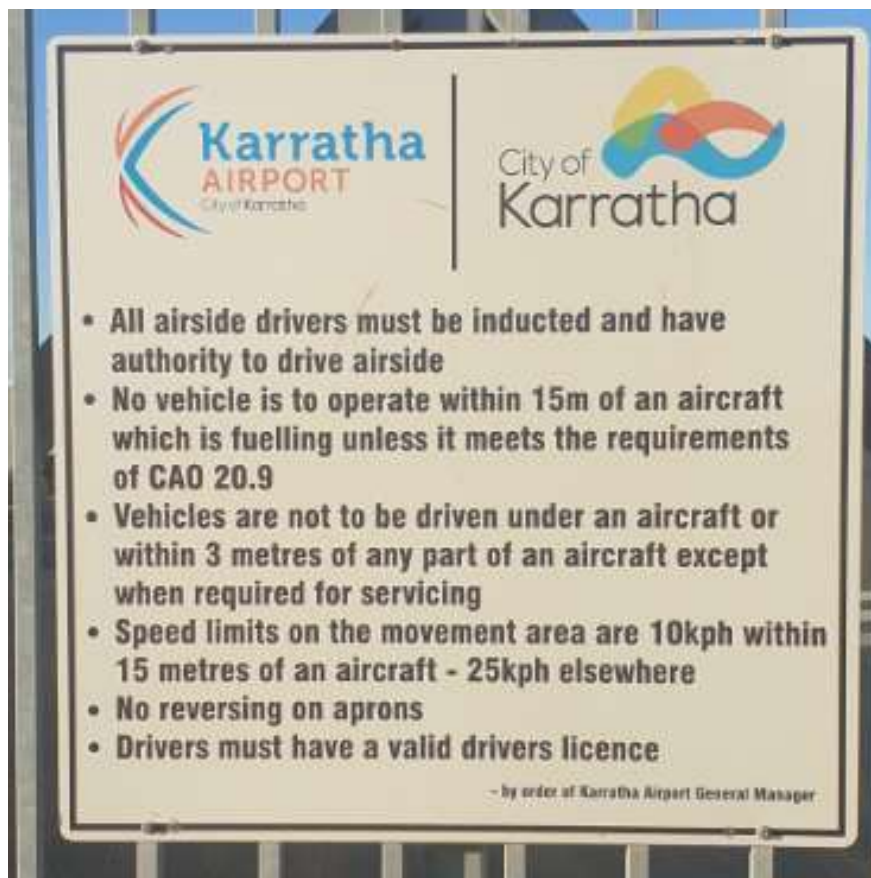 Karratha
AIRPORT
City of Karratha
City of
Karratha
• All airside drivers must be inducted and have
authority to drive airside
• No vehicle is to operate within 15m of an aircraft
which is fuelling unless it meets the requirements
of CAO 20.9
• Vehicles are not to be driven under an aircraft or
within 3 metres of any part of an aircraft except
when required for servicing
• Speed limits on the movement area are 10kph within
15 metres of an aircraft - 25kph elsewhere
• No reversing on aprons
• Drivers must have a valid drivers licence
- by order of Karratha Airport General Manager